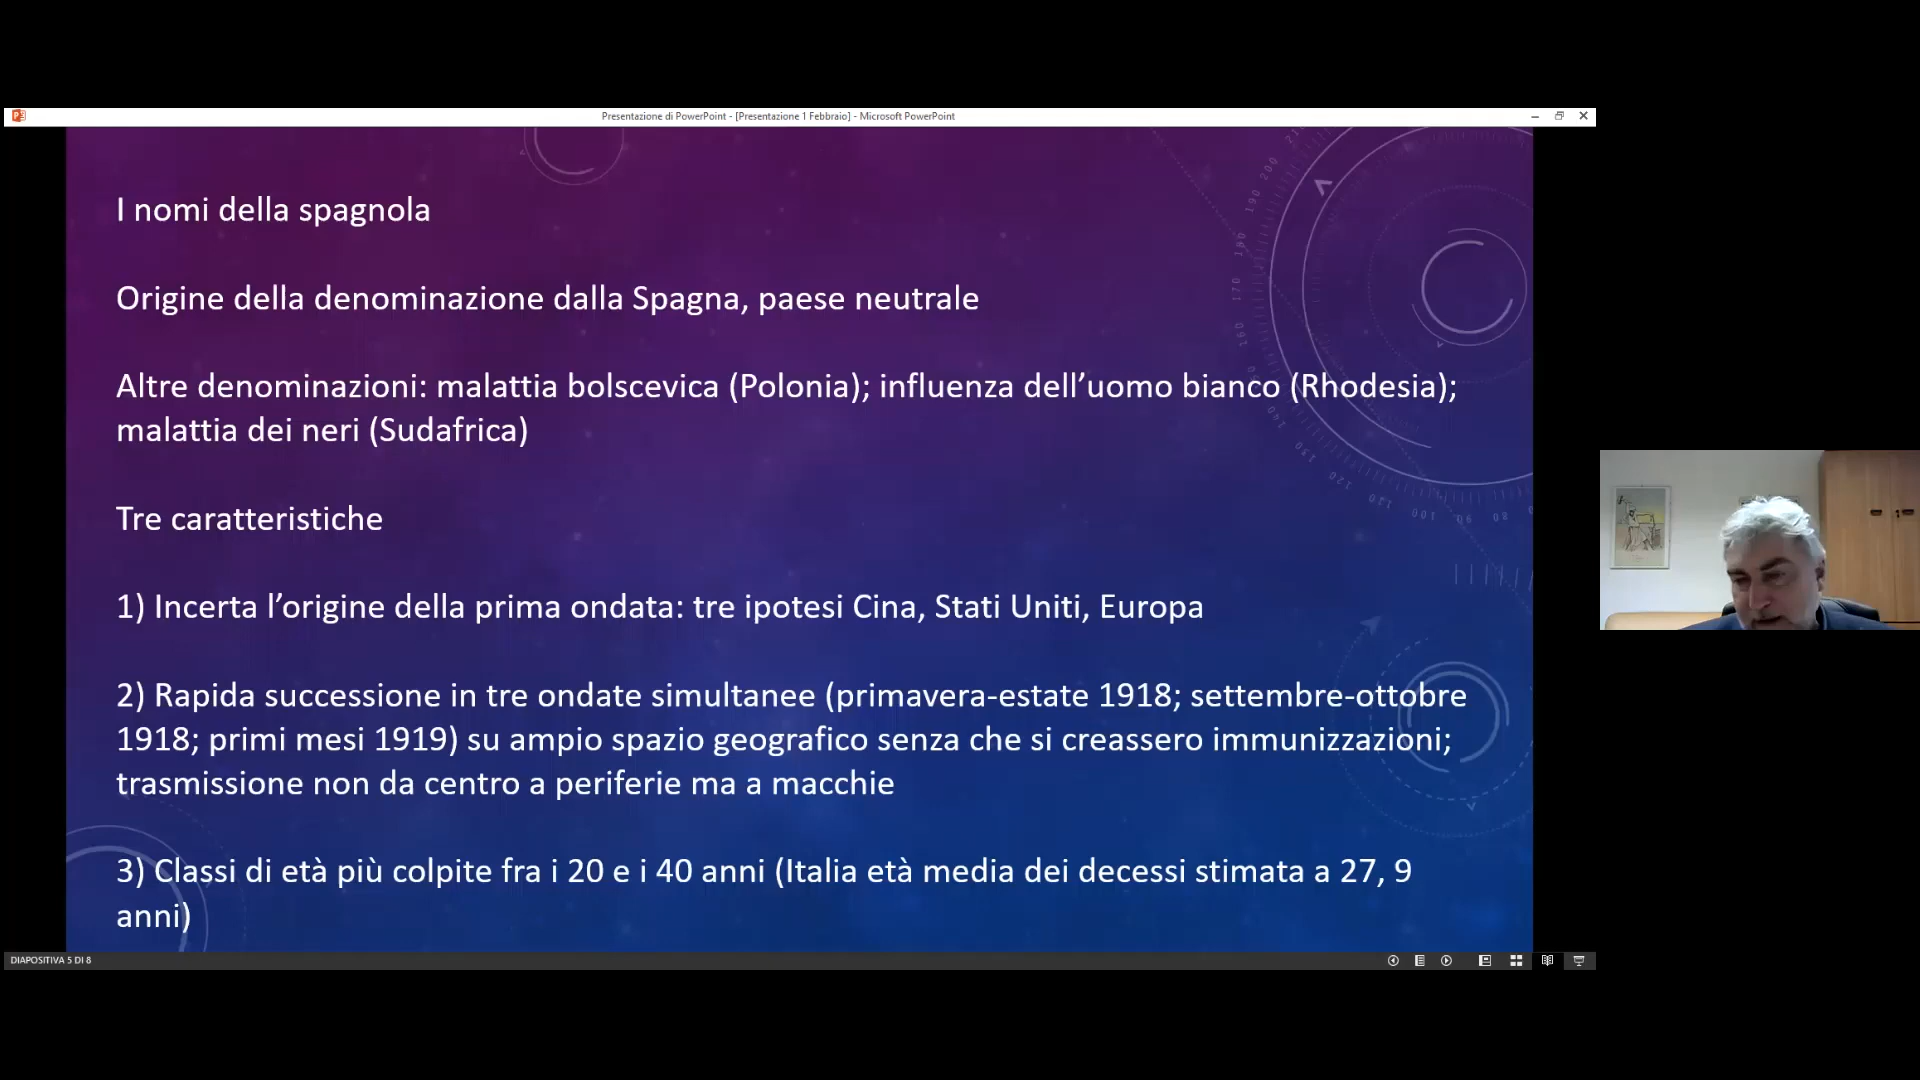 Presentazione di PowerPoint - [Presentazione 1 Febbraio] - Microsoft PowerPoint
I nomi della spagnola
Origine della denominazione dalla Spagna, paese neutrale
Altre denominazioni: malattia bolscevica (Polonia); influenza dell’uomo bianco (Rhodesia);
malattia dei neri (Sudafrica)
Tre caratteristiche
1) Incerta l’origine della prima ondata: tre ipotesi Cina, Stati Uniti, Europa
2) Rapida successione in tre ondate simultanee (primavera-estate 1918; settembre-ottobre
1918; primi mesi 1919) su ampio spazio geografico senza che si creassero immunizzazioni;
trasmissione non da centro a periferie ma a macchie
3) Classi di età più colpite fra i 20 e i 40 anni (Italia età media dei decessi stimata a 27, 9
anni)
DIAPOSITIVA 5 DI 8